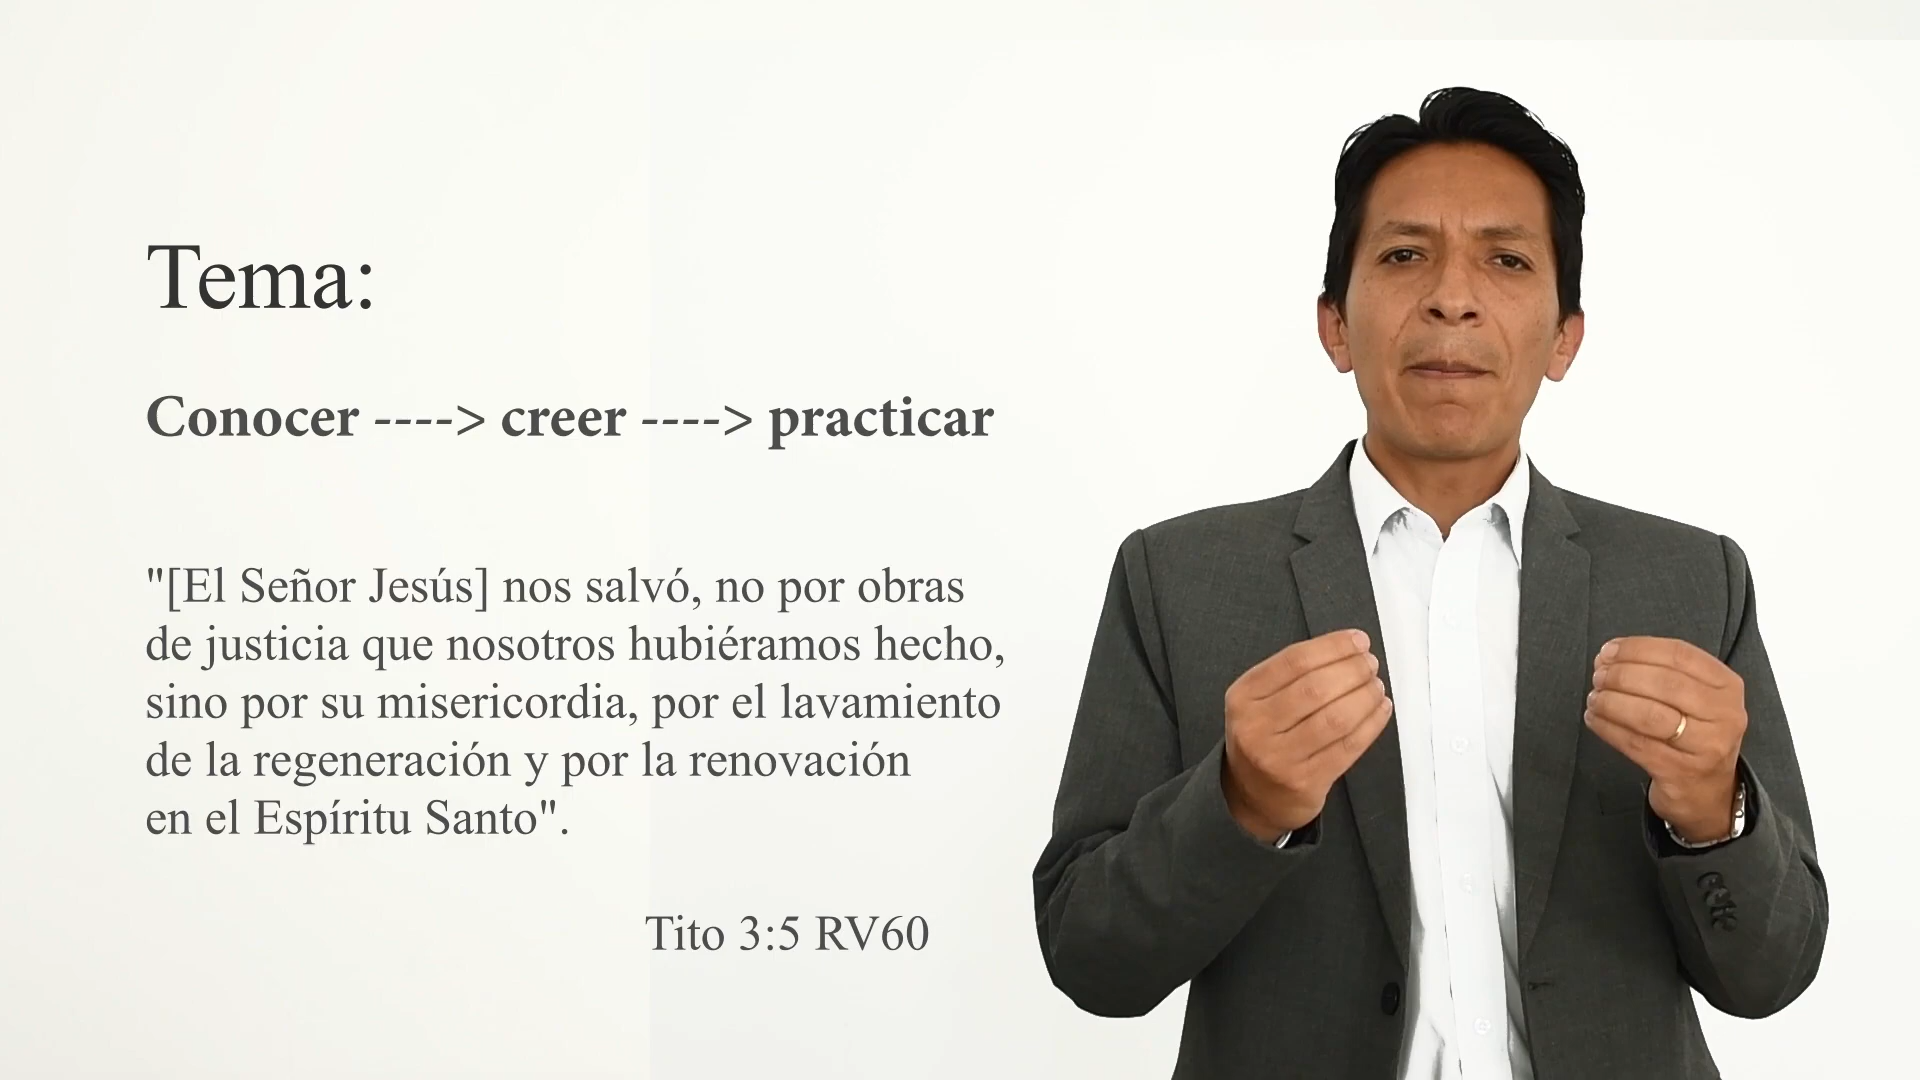 Tema:
Conocer ----> creer ----> practicar
"[El Señor Jesús] nos salvó, no por obras
de justicia que nosotros hubiéramos hecho,
sino por su misericordia, por el lavamiento
de la regeneración y por la renovación
en el Espíritu Santo".
Tito 3:5 RV60